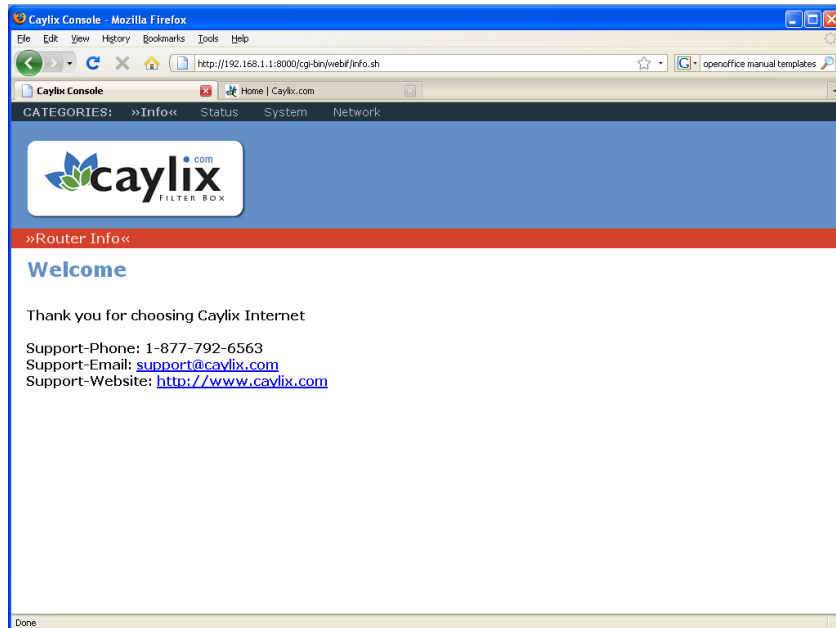 Caylix Console - Mozilla Firefox
File Edit View History Bookmarks Tools Help
http://192.168.1.1:8000/cgi-bin/webif/info.sh
G openoffice manual templates
Caylix Console Home | Caylix.com
CATEGORIES: »Info« Status System Network
.com
caylix
FILTER BOX
»Router Info«
Welcome
Thank you for choosing Caylix Internet
Support-Phone: 1-877-792-6563
Support-Email: support@caylix.com
Support-Website: http://www.caylix.com
Done